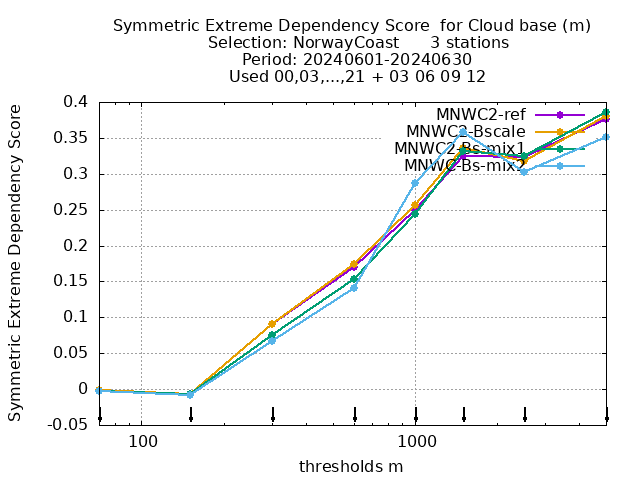 Symmetric Extreme Dependency Score  for Cloud base (m)
Selection: NorwayCoast      3 stations
Period: 20240601-20240630
Used 00,03,...,21 + 03 06 09 12
Symmetric Extreme Dependency Score
0.4
0.35
0.3
0.25
0.2
0.15
0.1
0.05
0
-0.05
MNWC2-ref
MNWC2-Bscale
MNWC2-Bs-mix1
MNWC-Bs-mix2
100
1000
thresholds m